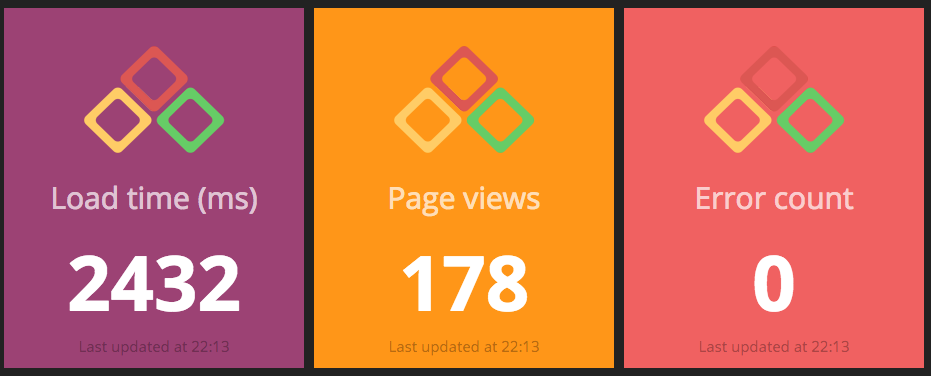 Load time (ms)
2432
Last updated at 22:13
Page views
178
Last updated at 22:13
Error count
0
Last updated at 22:13